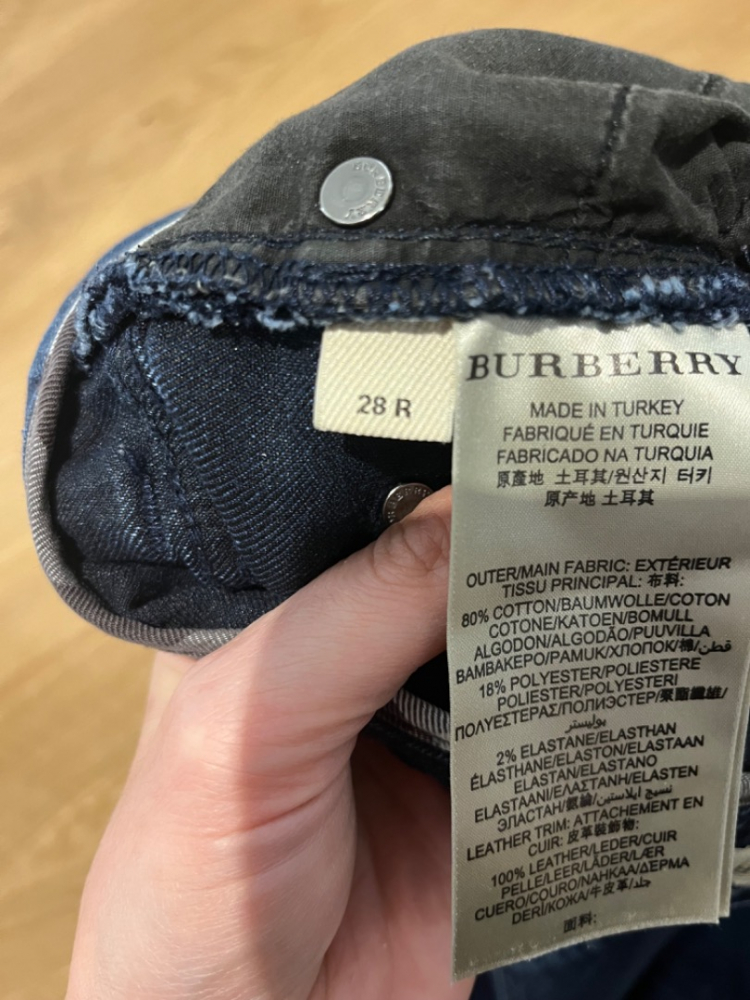 BURBERRY
28 R
BURBERRY
MADE IN TURKEY
FABRIQUÉ EN TURQUIE
FABRICADO NA TURQUIA
原產地 土耳其/원산지 터키
原产地 土耳其
OUTER/MAIN FABRIC: EXTÉRIEUR
TISSU PRINCIPAL: 布料:
80% COTTON/BAUMWOLLE/COTON
COTONE/KATOEN/BOMULL
ALGODON/ALGODÃO/PUUVILLA
ΒΑΜΒΑΚΕΡΟ/PAMUK/ХЛОПОК/棉/قطن/
18% POLYESTER/POLIESTERE
POLIESTER/POLYESTERI
ΠΟΛΥΕΣΤΕΡΑΣ/ПОЛИЭСТЕР/聚酯纖維/
بوليستر
2% ELASTANE/ELASTHAN
ÉLASTHANE/ELASTON/ELASTAAN
ELASTAN/ELASTANO
ELASTAANI/ΕΛΑΣΤΑΝΗ/ELASTEN
ЭЛАСТАН/氨綸/نسيج ايلاستين/
LEATHER TRIM: ATTACHEMENT EN
CUIR: 皮革裝飾物:
100% LEATHER/LEDER/CUIR
PELLE/LEER/LÄDER/LÆR
CUERO/COURO/NAHKAA/ΔΕΡΜΑ
DERİ/КОЖА/牛皮革/جلد/
面料: